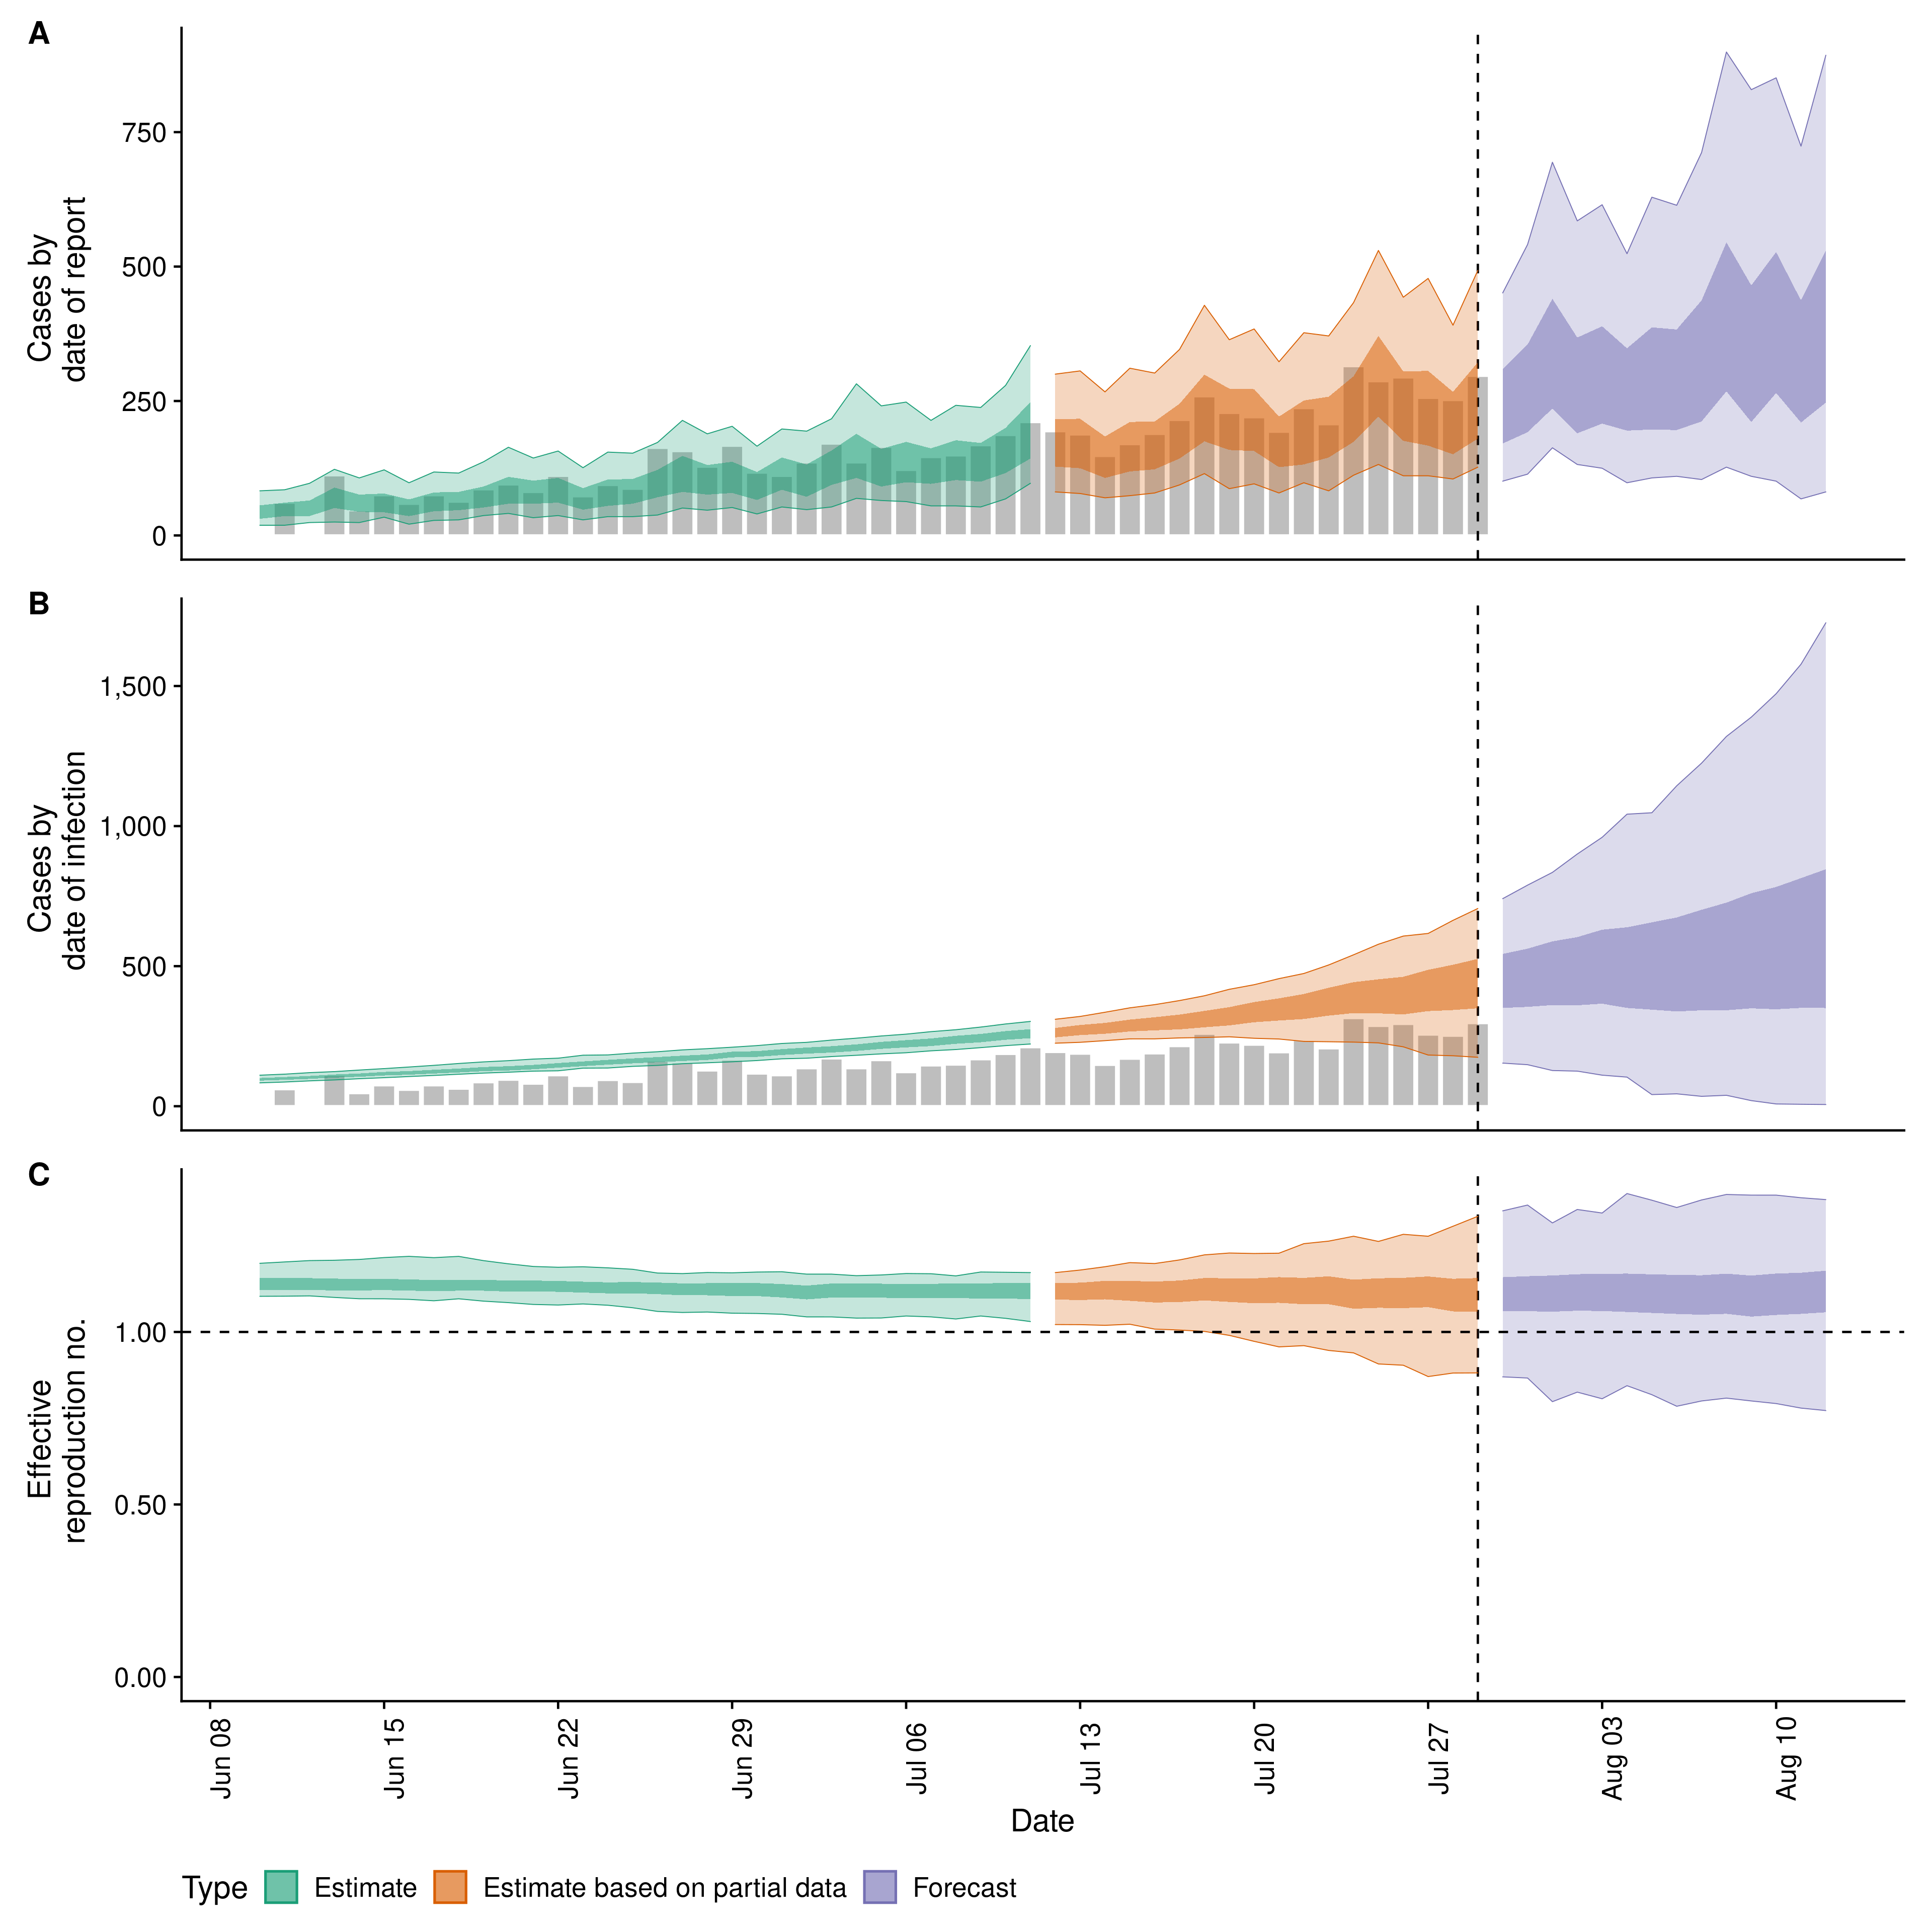 A
Cases by
date of report
750
500
250
0
B
Cases by
date of infection
1,500
1,000
500
0
C
Effective
reproduction no.
1.00
0.50
0.00
Jun 08
Jun 15
Jun 22
Jun 29
Jul 06
Jul 13
Jul 20
Jul 27
Aug 03
Aug 10
Date
Type Estimate Estimate based on partial data Forecast